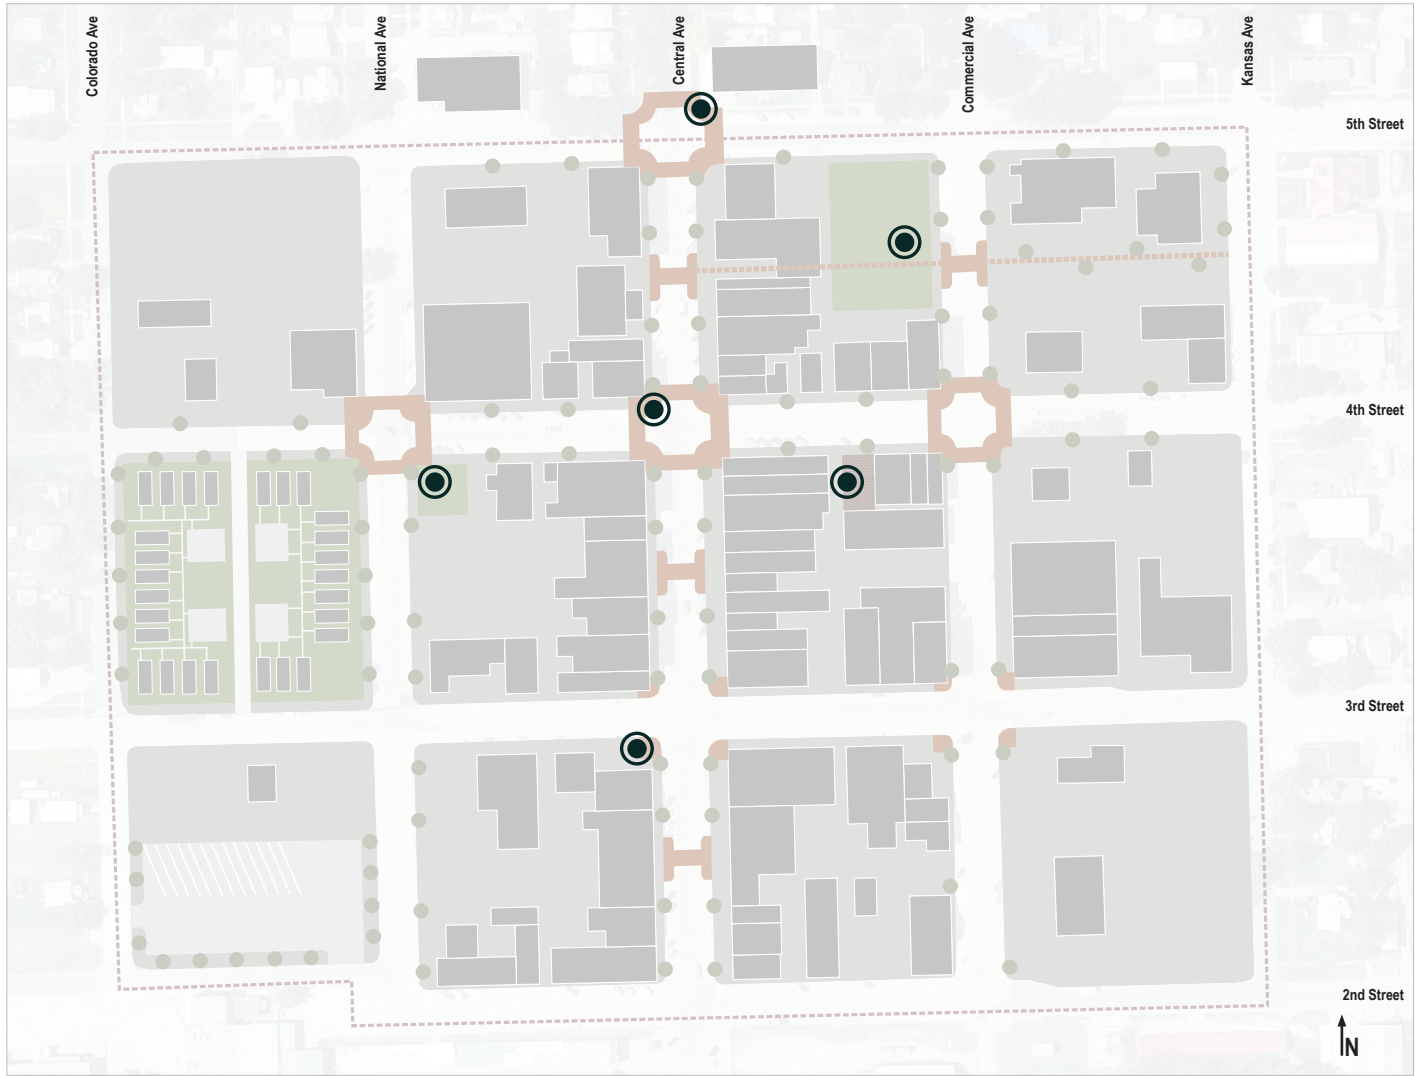 Colorado Ave
National Ave
Central Ave
Commercial Ave
Kansas Ave
5th Street
4th Street
3rd Street
2nd Street
N